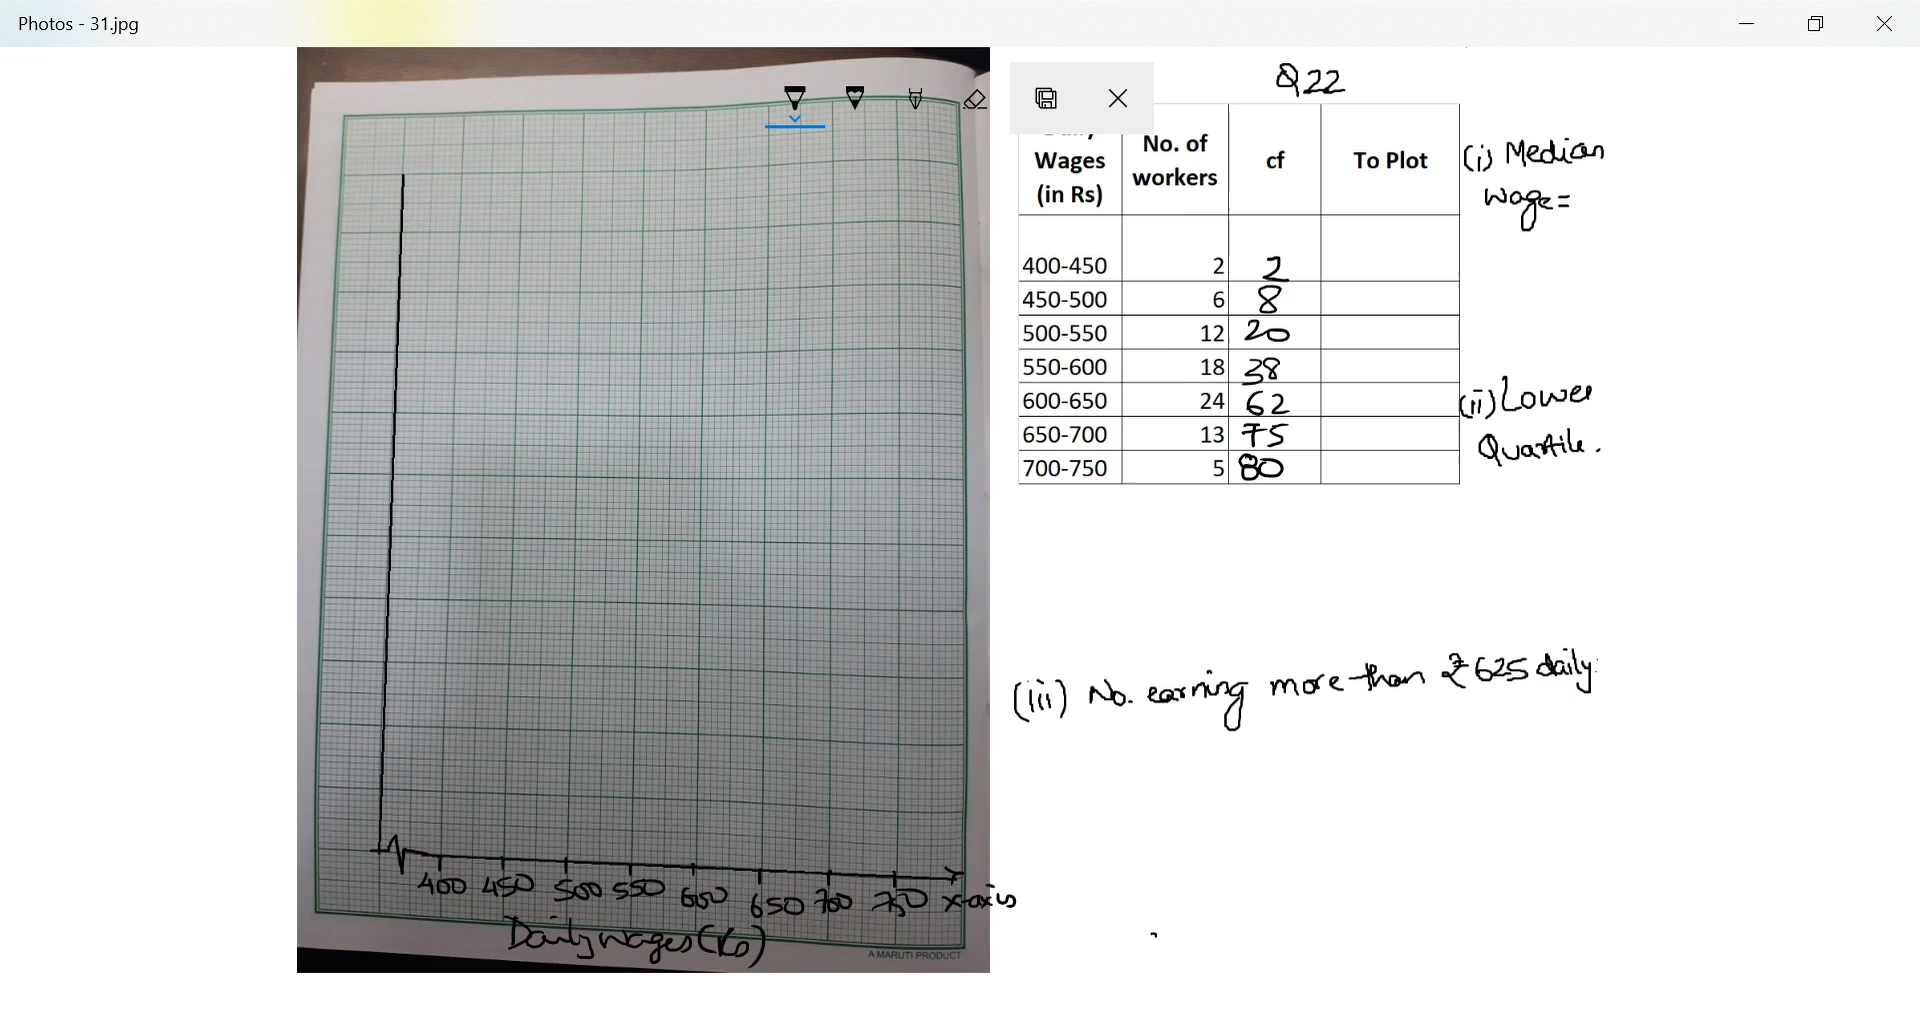 Photos - 31.jpg
Q22
Wages (in Rs) No. of workers cf To Plot
400-450 2 2
450-500 6 8
500-550 12 20
550-600 18 38
600-650 24 62
650-700 13 75
700-750 5 80
(i) Median
wage=
(ii) Lower
Quartile.
(iii) No. earning more than ₹625 daily.
400 450 500 550 600 650 700 750 x-axis
Daily wages (Rs)
A MARUTI PRODUCT